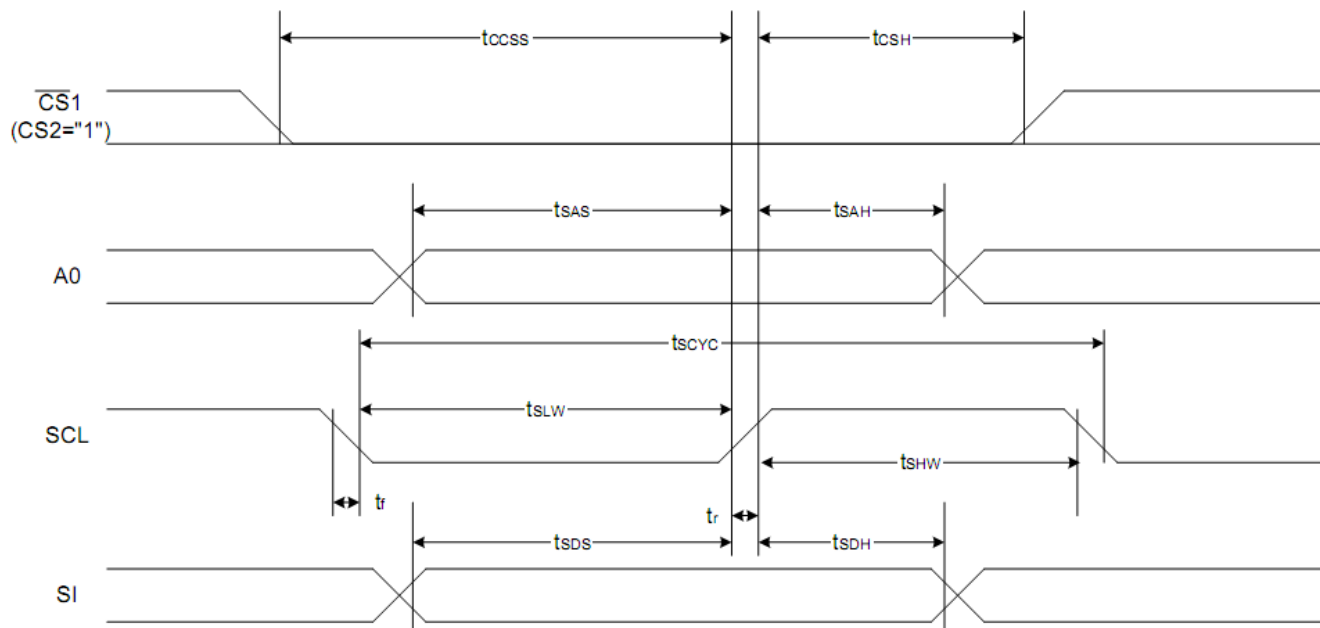 tCCSS
tCSH
CS1
(CS2="1")
tSAS
tSAH
A0
tSCYC
tSLW
SCL
tSHW
tf
tr
tSDS
tSDH
SI